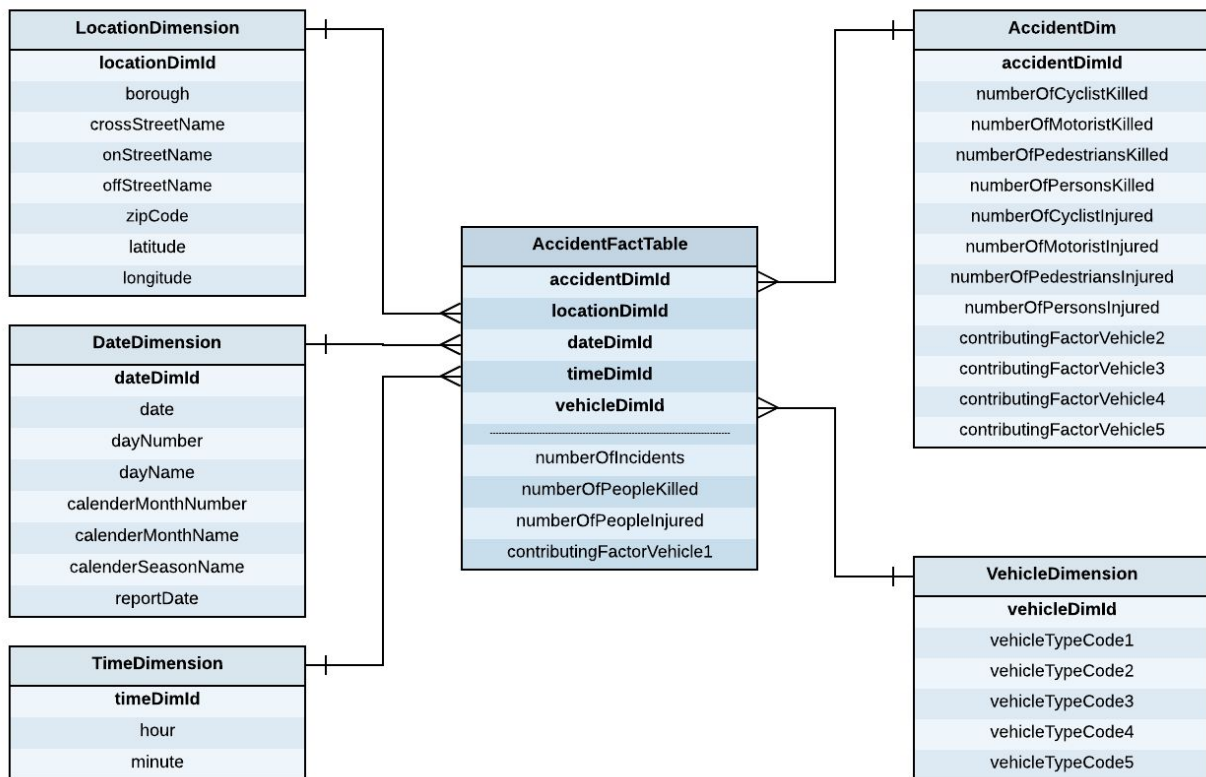 LocationDimension
locationDimId
borough
crossStreetName
onStreetName
offStreetName
zipCode
latitude
longitude
DateDimension
dateDimId
date
dayNumber
dayName
calenderMonthNumber
calenderMonthName
calenderSeasonName
reportDate
TimeDimension
timeDimId
hour
minute
AccidentFactTable
accidentDimId
locationDimId
dateDimId
timeDimId
vehicleDimId
numberOfIncidents
numberOfPeopleKilled
numberOfPeopleInjured
contributingFactorVehicle1
AccidentDim
accidentDimId
numberOfCyclistKilled
numberOfMotoristKilled
numberOfPedestriansKilled
numberOfPersonsKilled
numberOfCyclistInjured
numberOfMotoristInjured
numberOfPedestriansInjured
numberOfPersonsInjured
contributingFactorVehicle2
contributingFactorVehicle3
contributingFactorVehicle4
contributingFactorVehicle5
VehicleDimension
vehicleDimId
vehicleTypeCode1
vehicleTypeCode2
vehicleTypeCode3
vehicleTypeCode4
vehicleTypeCode5